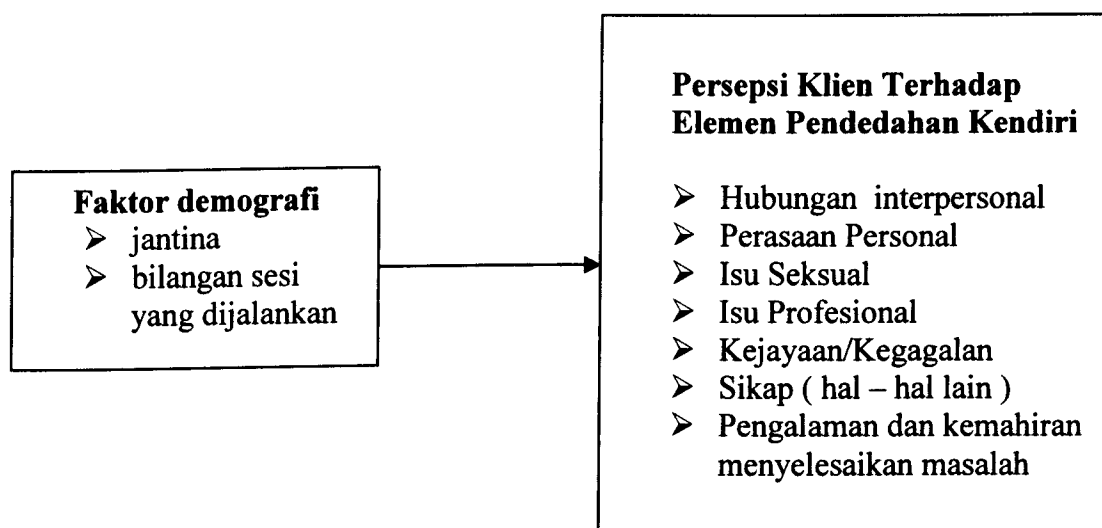 Faktor demografi
➤ jantina
➤ bilangan sesi
yang dijalankan
Persepsi Klien Terhadap
Elemen Pendedahan Kendiri
➤ Hubungan interpersonal
➤ Perasaan Personal
➤ Isu Seksual
➤ Isu Profesional
➤ Kejayaan/Kegagalan
➤ Sikap ( hal – hal lain )
➤ Pengalaman dan kemahiran
menyelesaikan masalah